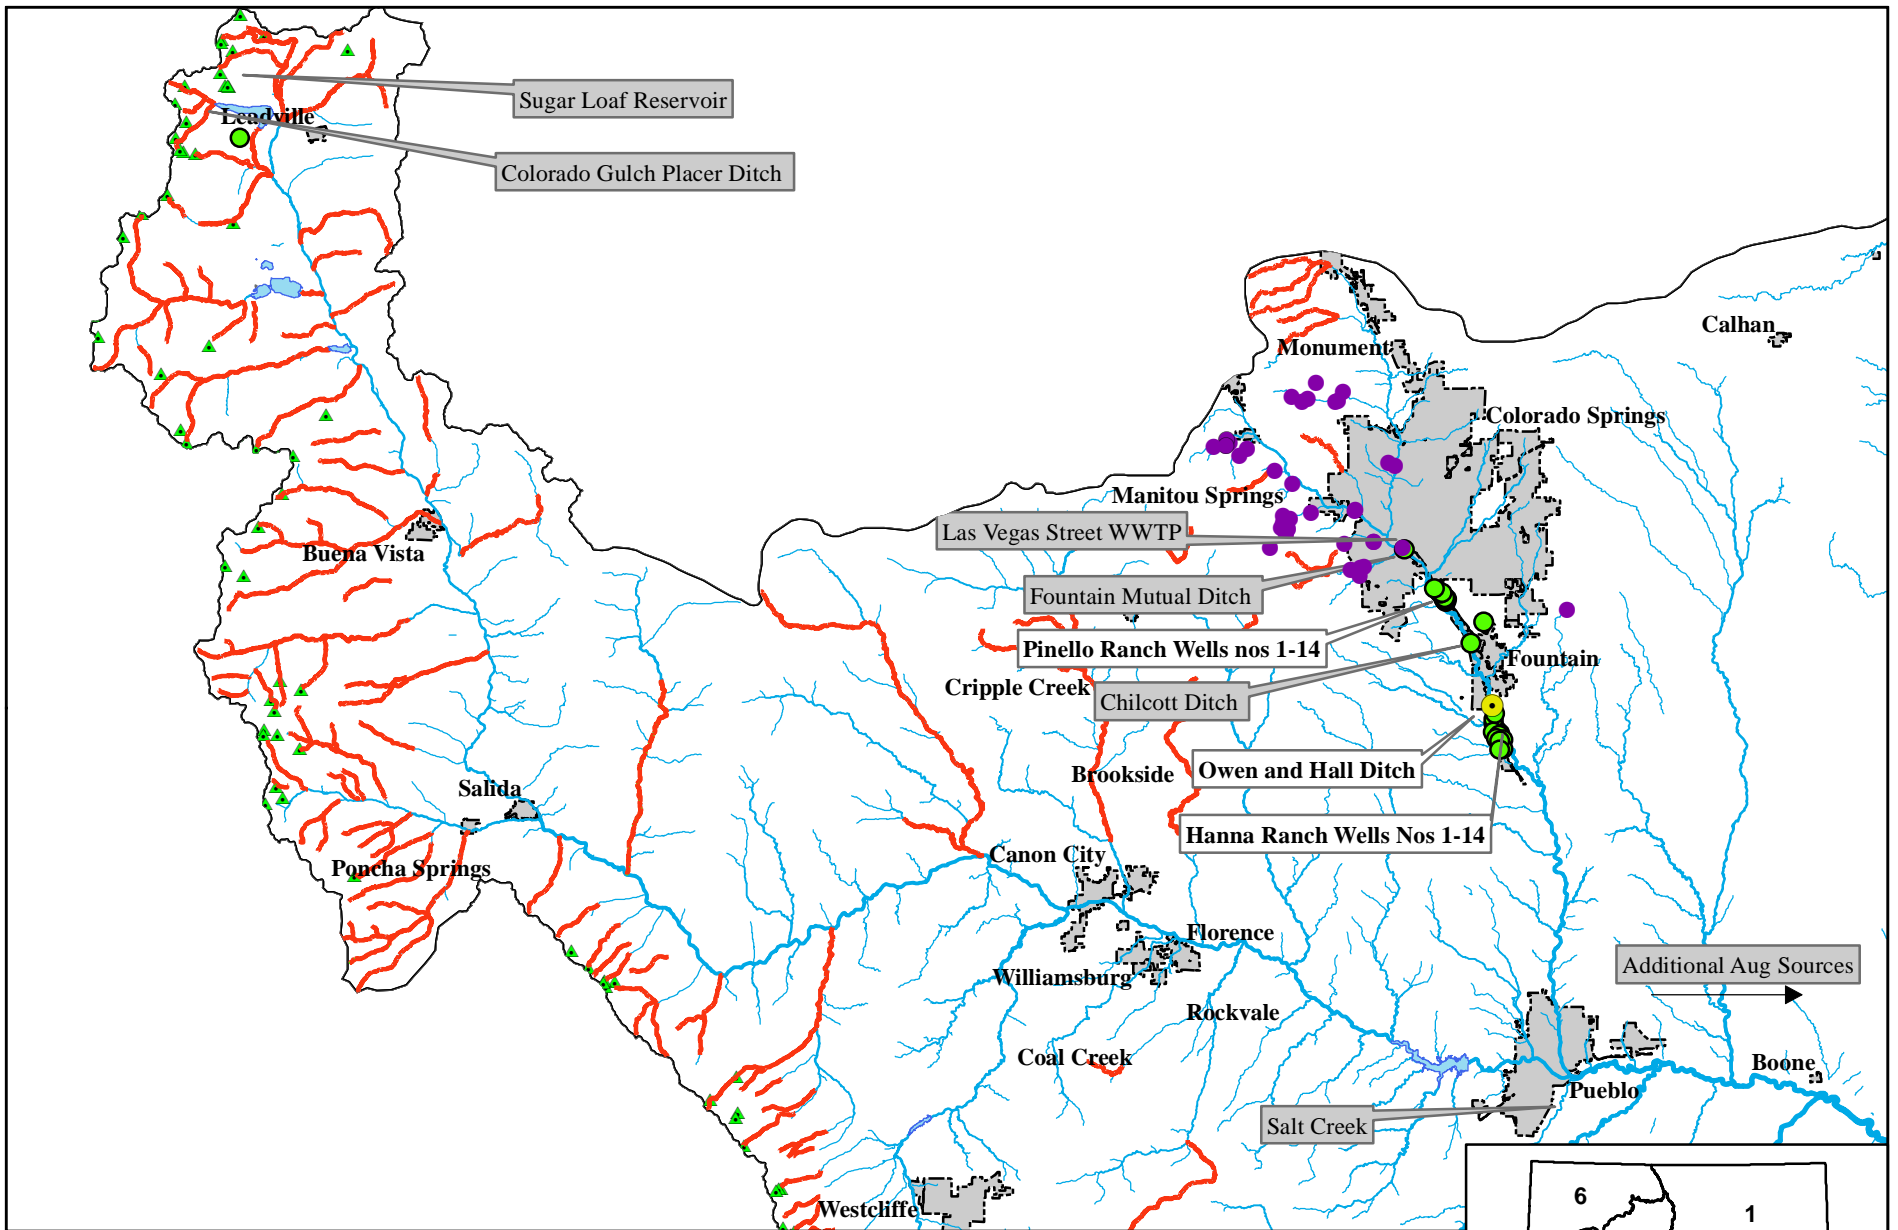 Sugar Loaf Reservoir
Leadville
Colorado Gulch Placer Ditch
Calhan
Monument
Colorado Springs
Manitou Springs
Las Vegas Street WWTP
Buena Vista
Fountain Mutual Ditch
Pinello Ranch Wells nos 1-14
Fountain
Cripple Creek
Chilcott Ditch
Owen and Hall Ditch
Brookside
Salida
Hanna Ranch Wells Nos 1-14
Canon City
Poncha Springs
Florence
Williamsburg
Additional Aug Sources
Rockvale
Coal Creek
Boone
Pueblo
Salt Creek
Westcliffe
6
1